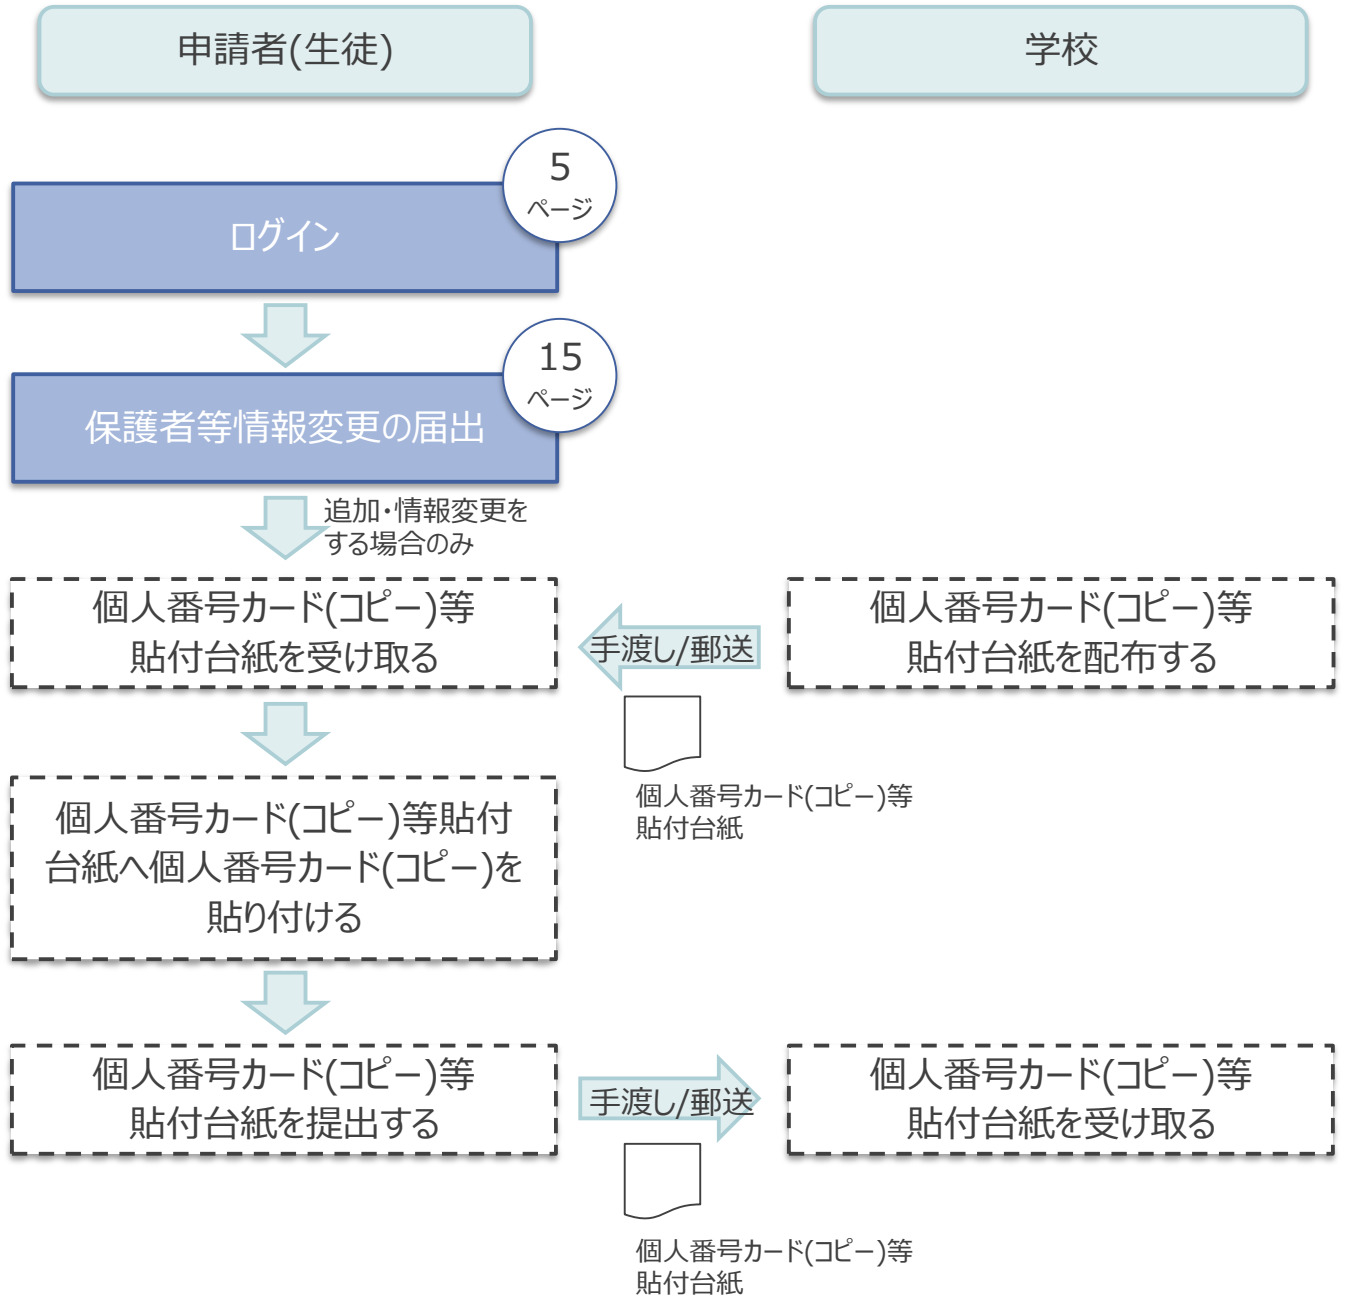 申請者(生徒)
学校
5
ページ
ログイン
15
ページ
保護者等情報変更の届出
追加・情報変更を
する場合のみ
個人番号カード(コピー)等
貼付台紙を受け取る
手渡し/郵送
個人番号カード(コピー)等
貼付台紙を配布する
個人番号カード(コピー)等
貼付台紙
個人番号カード(コピー)等貼付
台紙へ個人番号カード(コピー)を
貼り付ける
個人番号カード(コピー)等
貼付台紙を提出する
手渡し/郵送
個人番号カード(コピー)等
貼付台紙を受け取る
個人番号カード(コピー)等
貼付台紙